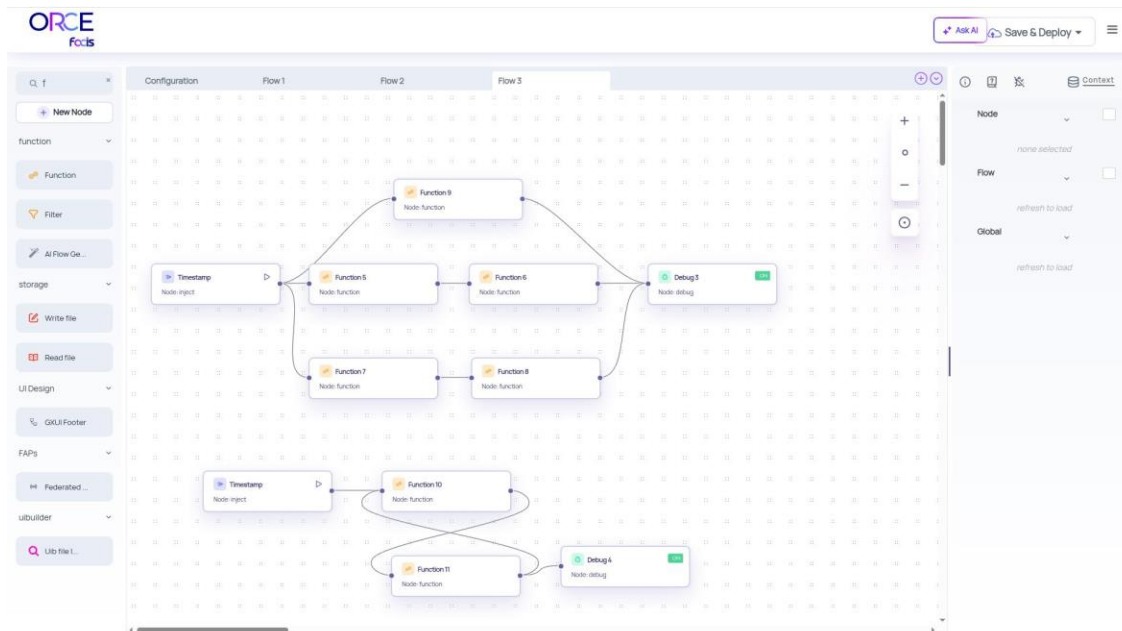 ORCE
Facis
Ask AI
Save & Deploy
f
×
New Node
function
Function
Filter
AI Flow Ge...
storage
Write file
Read file
UI Design
GXUI Footer
FAPs
Federated ...
uibuilder
Uib file l...
Configuration
Flow 1
Flow 2
Flow 3
Function 9
Node: function
Timestamp
Node: inject
Function 5
Node: function
Function 6
Node: function
Debug 3
Node: debug
Function 7
Node: function
Function 8
Node: function
Timestamp
Node: inject
Function 10
Node: function
Function 11
Node: function
Debug 4
Node: debug
Context
Node
none selected
Flow
refresh to load
Global
refresh to load